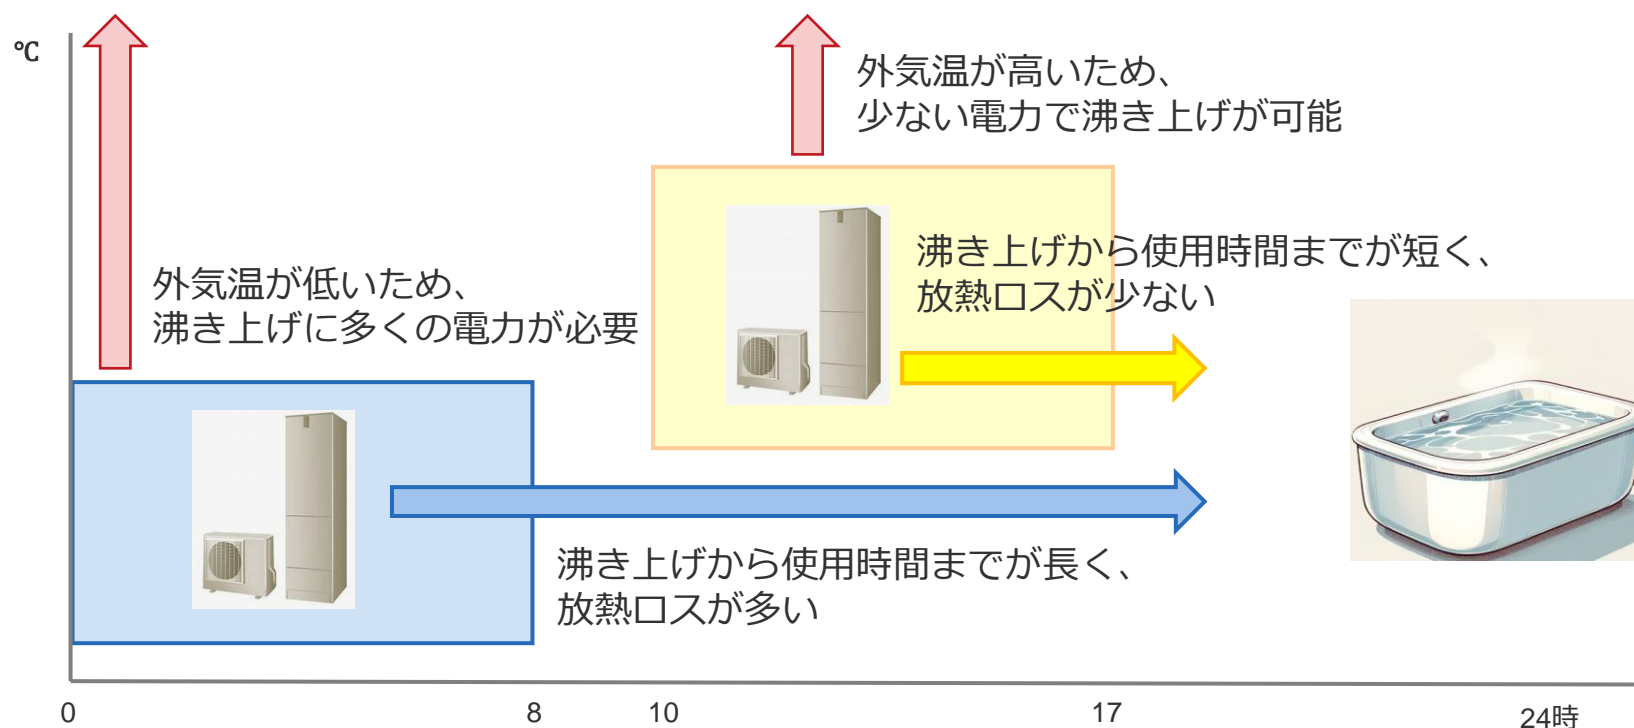 ℃
外気温が高いため、
少ない電力で沸き上げが可能
沸き上げから使用時間までが短く、
放熱ロスが少ない
外気温が低いため、
沸き上げに多くの電力が必要
沸き上げから使用時間までが長く、
放熱ロスが多い
0 8 10 17 24時